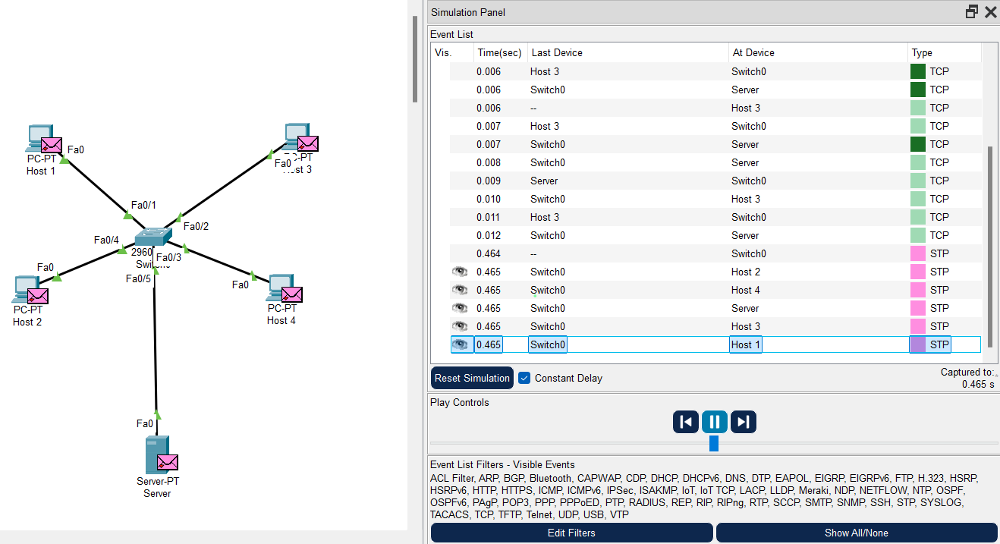 Fa0
PC-PT
Host 1
Fa0
-PT
st 3
Fa0/1
Fa0/2
Fa0/4
2960
Fa0/3
Fa0/5
Fa0
PC-PT
Host 2
Fa0
PC-PT
Host 4
Fa0
Server-PT
Server
Simulation Panel
Event List
Vis. Time(sec) Last Device At Device Type
0.006 Host 3 Switch0 TCP
0.006 Switch0 Server TCP
0.006 -- Host 3 TCP
0.007 Host 3 Switch0 TCP
0.007 Switch0 Server TCP
0.008 Switch0 Server TCP
0.009 Server Switch0 TCP
0.010 Switch0 Host 3 TCP
0.011 Host 3 Switch0 TCP
0.012 Switch0 Server TCP
0.464 -- Switch0 STP
0.465 Switch0 Host 2 STP
0.465 Switch0 Host 4 STP
0.465 Switch0 Server STP
0.465 Switch0 Host 3 STP
0.465 Switch0 Host 1 STP
Reset Simulation Constant Delay
Captured to:
0.465 s
Play Controls
Event List Filters - Visible Events
ACL Filter, ARP, BGP, Bluetooth, CAPWAP, CDP, DHCP, DHCPv6, DNS, DTP, EAPOL, EIGRP, EIGRPv6, FTP, H.323, HSRP,
HSRPv6, HTTP, HTTPS, ICMP, ICMPv6, IPSec, ISAKMP, IoT, IoT TCP, LACP, LLDP, Meraki, NDP, NETFLOW, NTP, OSPF,
OSPFv6, PAgP, POP3, PPP, PPPoED, PTP, RADIUS, REP, RIP, RIPng, RTP, SCCP, SMTP, SNMP, SSH, STP, SYSLOG,
TACACS, TCP, TFTP, Telnet, UDP, USB, VTP
Edit Filters Show All/None